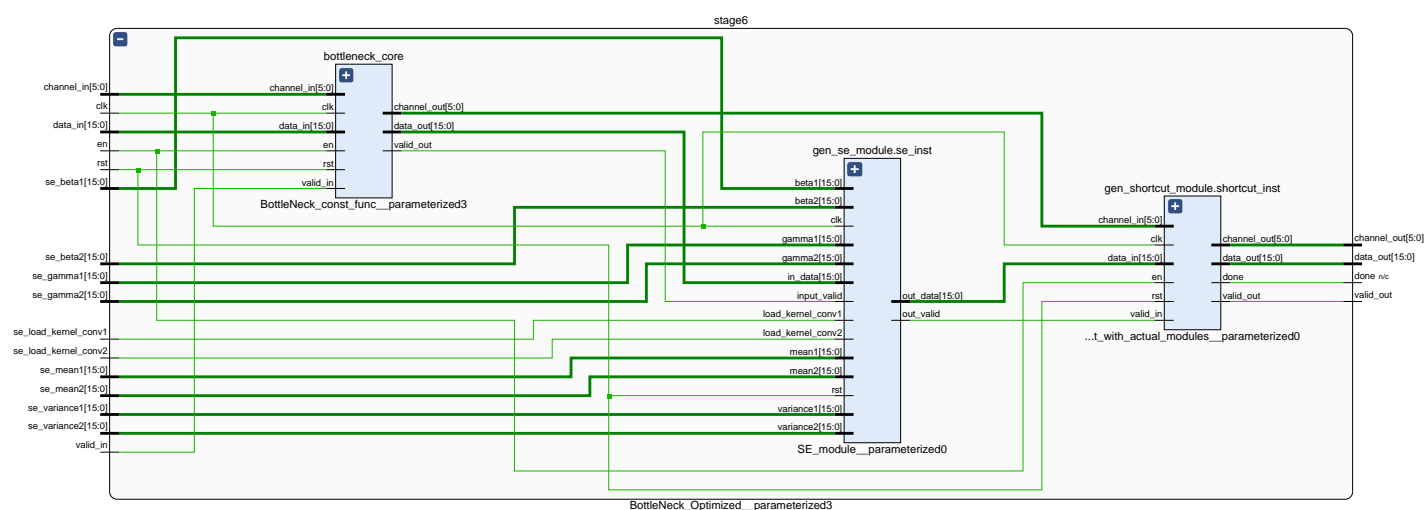 stage6
bottleneck_core
channel_in[5:0]
clk
data_in[15:0]
en
rst
se_beta1[15:0]
se_beta2[15:0]
se_gamma1[15:0]
se_gamma2[15:0]
se_load_kernel_conv1
se_load_kernel_conv2
se_mean1[15:0]
se_mean2[15:0]
se_variance1[15:0]
se_variance2[15:0]
valid_in
channel_in[5:0]
clk
data_in[15:0]
en
rst
valid_in
channel_out[5:0]
data_out[15:0]
valid_out
BottleNeck_const_func__parameterized3
gen_se_module.se_inst
beta1[15:0]
beta2[15:0]
clk
gamma1[15:0]
gamma2[15:0]
in_data[15:0]
input_valid
load_kernel_conv1
load_kernel_conv2
mean1[15:0]
mean2[15:0]
rst
variance1[15:0]
variance2[15:0]
out_data[15:0]
out_valid
SE_module__parameterized0
gen_shortcut_module.shortcut_inst
channel_in[5:0]
clk
data_in[15:0]
en
rst
valid_in
channel_out[5:0]
data_out[15:0]
done
valid_out
...t_with_actual_modules__parameterized0
channel_out[5:0]
data_out[15:0]
done n/c
valid_out
BottleNeck_Optimized__parameterized3